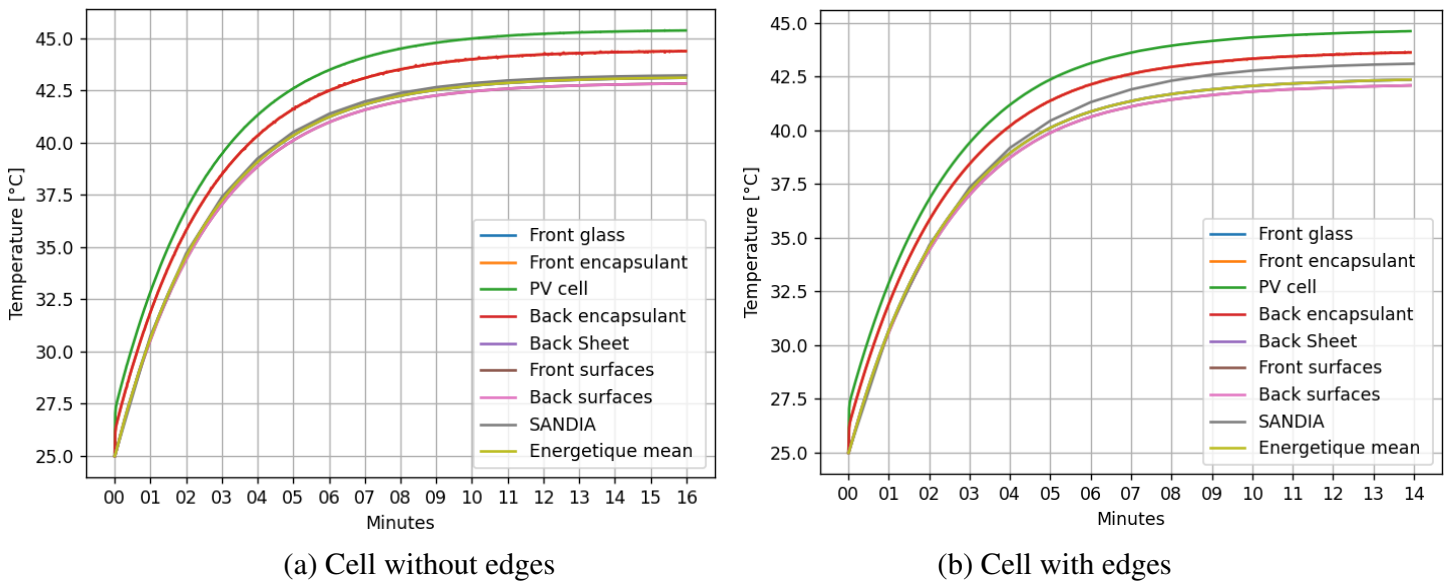 45.0
42.5
40.0
37.5
35.0
32.5
30.0
27.5
25.0
Temperature [°C]
Front glass
Front encapsulant
PV cell
Back encapsulant
Back Sheet
Front surfaces
Back surfaces
SANDIA
Energetique mean
00 01 02 03 04 05 06 07 08 09 10 11 12 13 14 15 16
Minutes
(a) Cell without edges
45.0
42.5
40.0
37.5
35.0
32.5
30.0
27.5
25.0
Temperature [°C]
Front glass
Front encapsulant
PV cell
Back encapsulant
Back Sheet
Front surfaces
Back surfaces
SANDIA
Energetique mean
00 01 02 03 04 05 06 07 08 09 10 11 12 13 14
Minutes
(b) Cell with edges